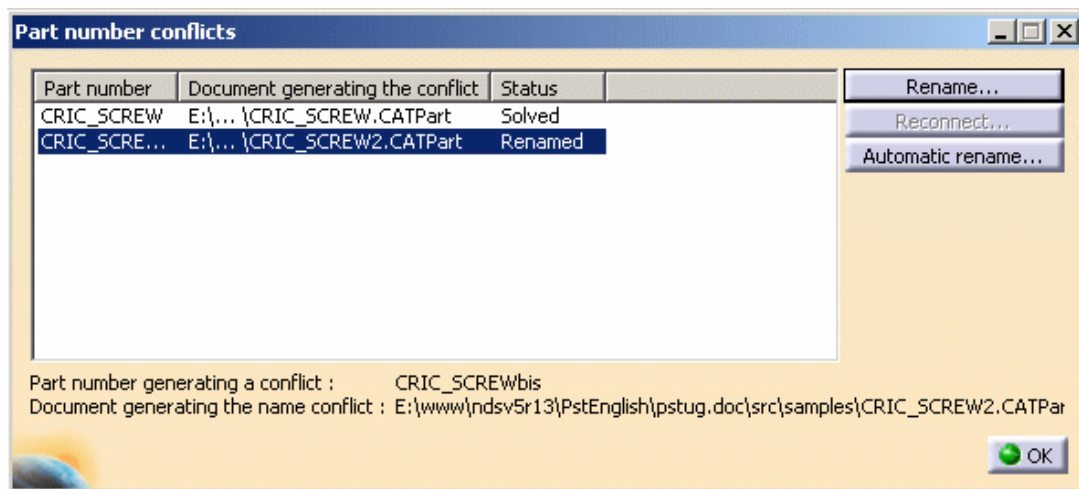 Part number conflicts
Part number Document generating the conflict Status
Rename...
CRIC_SCREW E:\... \CRIC_SCREW.CATPart Solved
Reconnect...
CRIC_SCRE... E:\... \CRIC_SCREW2.CATPart Renamed
Automatic rename...
Part number generating a conflict : CRIC_SCREWbis
Document generating the name conflict : E:\www\ndsv5r13\PstEnglish\pstug.doc\src\samples\CRIC_SCREW2.CATPar
OK